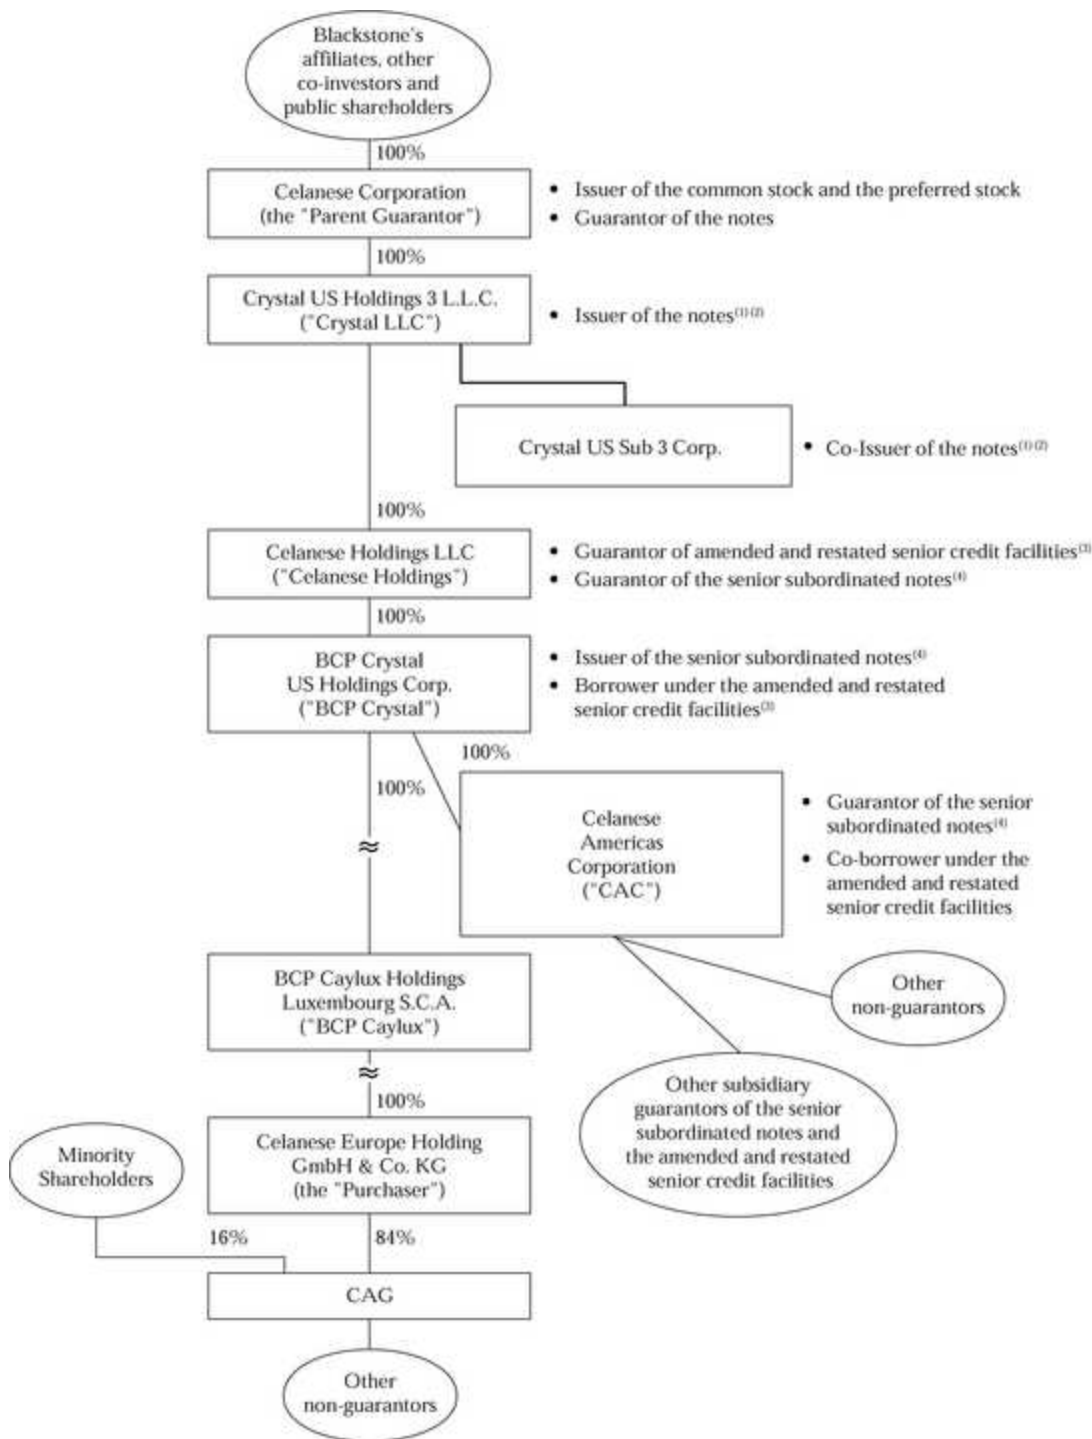 Blackstone's
affiliates, other
co-investors and
public shareholders
100%
Celanese Corporation
(the "Parent Guarantor")
• Issuer of the common stock and the preferred stock
• Guarantor of the notes
100%
Crystal US Holdings 3 L.L.C.
("Crystal LLC")
• Issuer of the notes(1) (2)
Crystal US Sub 3 Corp.
• Co-Issuer of the notes(1) (2)
100%
Celanese Holdings LLC
("Celanese Holdings")
• Guarantor of amended and restated senior credit facilities(3)
• Guarantor of the senior subordinated notes(4)
100%
BCP Crystal
US Holdings Corp.
("BCP Crystal")
• Issuer of the senior subordinated notes(4)
• Borrower under the amended and restated
senior credit facilities(3)
100%
100%
Celanese
Americas
Corporation
("CAC")
• Guarantor of the senior
subordinated notes(4)
• Co-borrower under the
amended and restated
senior credit facilities
≈
BCP Caylux Holdings
Luxembourg S.C.A.
("BCP Caylux")
Other
non-guarantors
≈
100%
Other subsidiary
guarantors of the senior
subordinated notes and
the amended and restated
senior credit facilities
Celanese Europe Holding
GmbH & Co. KG
(the "Purchaser")
Minority
Shareholders
16%
84%
CAG
Other
non-guarantors